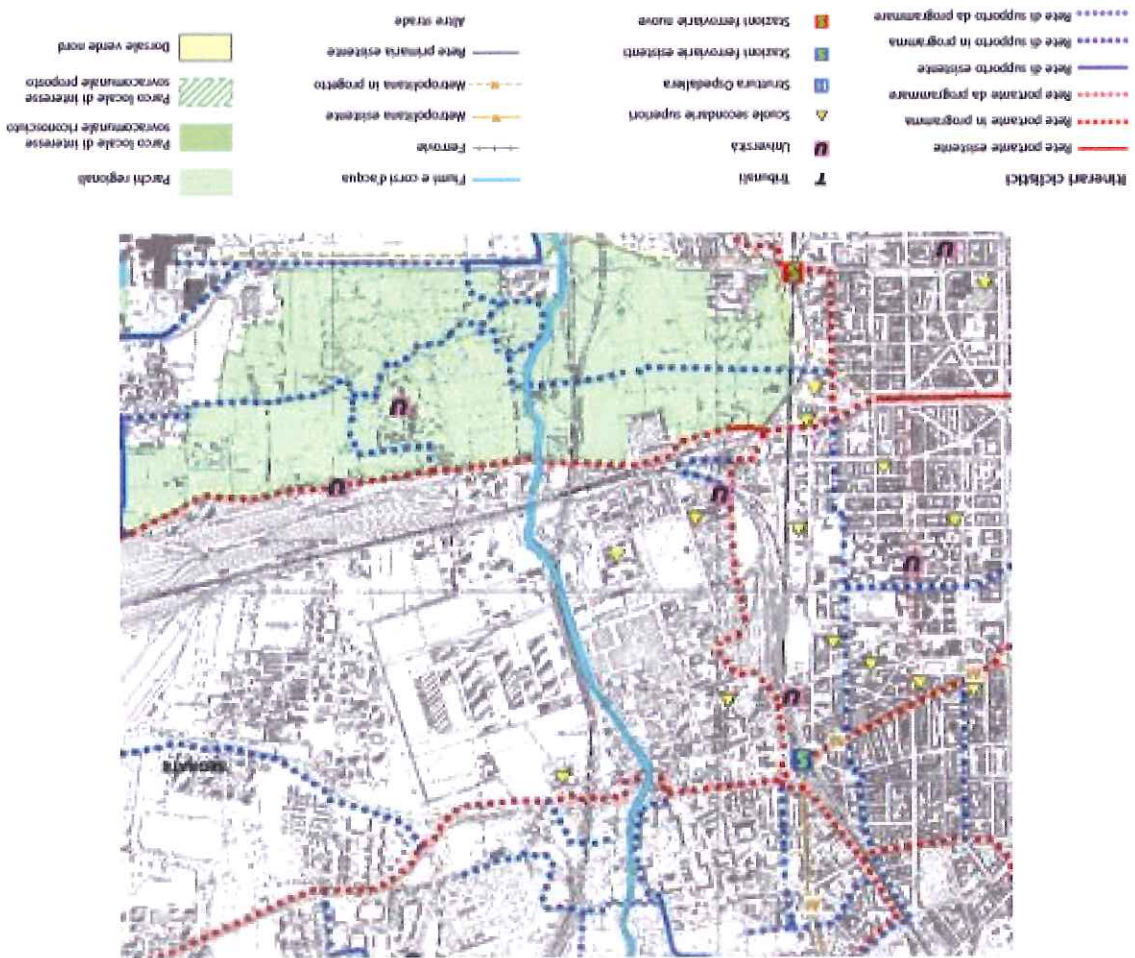 M
SEGRATE
S
M
U
M
U
U
U
U
S
U
Itinerari ciclistici
Rete portante esistente
Rete portante in programma
Rete portante da programmare
Rete di supporto esistente
Rete di supporto in programma
Rete di supporto da programmare
T Tribunali
U Università
Scuole secondarie superiori
H Struttura Ospedaliera
S Stazioni ferroviarie esistenti
S Stazioni ferroviarie nuove
Fiumi e corsi d'acqua
Ferrovie
M Metropolitana esistente
M Metropolitana in progetto
Rete primaria esistente
Altre strade
Parchi regionali
Parco locale di interesse
sovracomunale riconosciuto
Parco locale di interesse
sovracomunale proposto
Dorsale verde nord